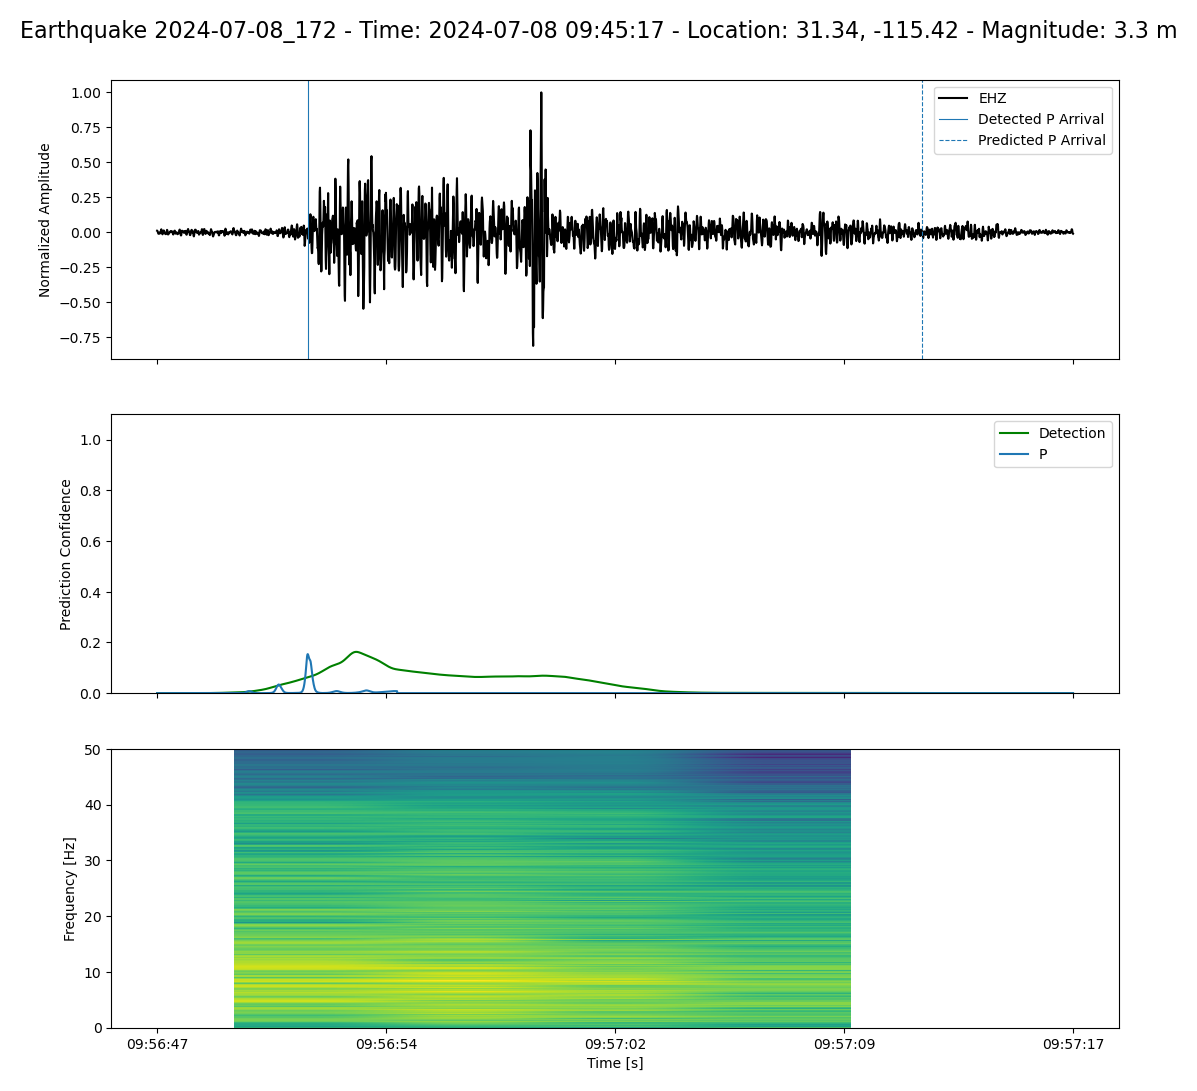 Earthquake 2024-07-08_172 - Time: 2024-07-08 09:45:17 - Location: 31.34, -115.42 - Magnitude: 3.3 m
Normalized Amplitude
1.00
0.75
0.50
0.25
0.00
−0.25
−0.50
−0.75
EHZ
Detected P Arrival
Predicted P Arrival
Prediction Confidence
1.0
0.8
0.6
0.4
0.2
0.0
Detection
P
Frequency [Hz]
50
40
30
20
10
0
09:56:47 09:56:54 09:57:02 09:57:09 09:57:17
Time [s]